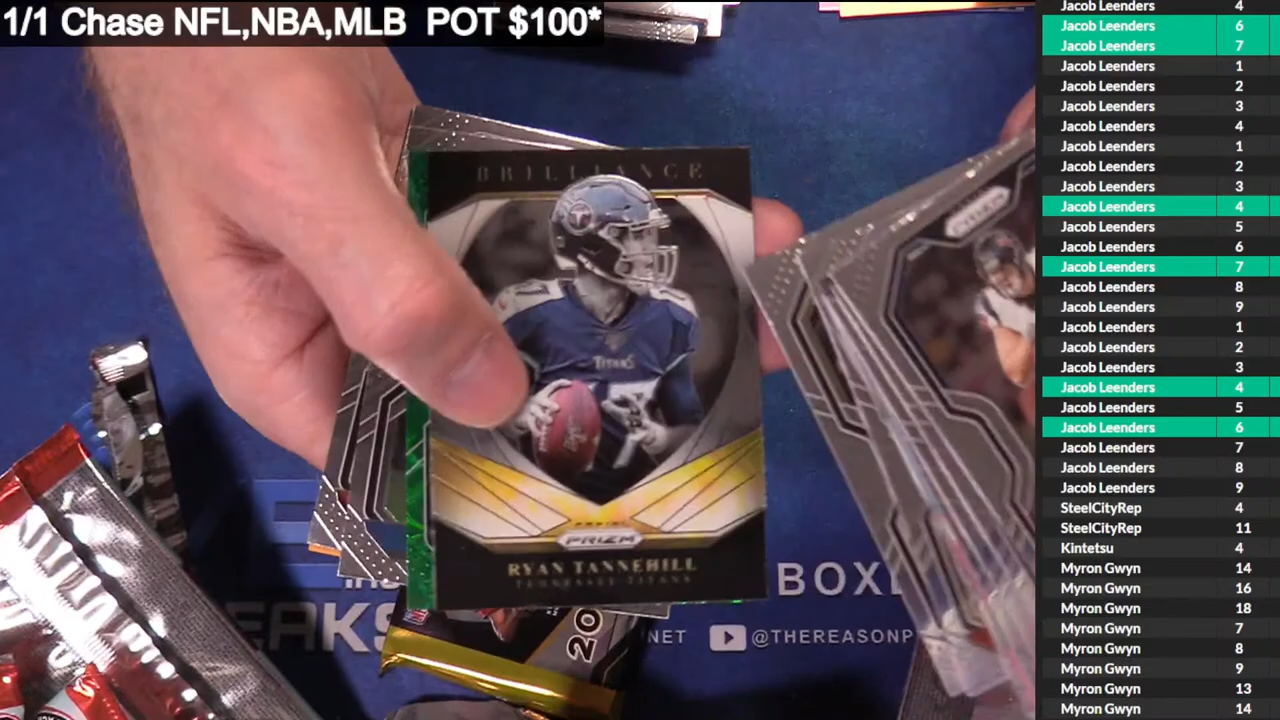 1/1 Chase NFL,NBA,MLB POT $100*
BRILLIANCE
TITANS
17
PANINI
PRIZM
RYAN TANNEHILL
TENNESSEE TITANS
PRIZM
BOX
20
NET
@THEREASONP
Jacob Leenders 4
Jacob Leenders 6
Jacob Leenders 7
Jacob Leenders 1
Jacob Leenders 2
Jacob Leenders 3
Jacob Leenders 4
Jacob Leenders 1
Jacob Leenders 2
Jacob Leenders 3
Jacob Leenders 4
Jacob Leenders 5
Jacob Leenders 6
Jacob Leenders 7
Jacob Leenders 8
Jacob Leenders 9
Jacob Leenders 1
Jacob Leenders 2
Jacob Leenders 3
Jacob Leenders 4
Jacob Leenders 5
Jacob Leenders 6
Jacob Leenders 7
Jacob Leenders 8
Jacob Leenders 9
SteelCityRep 4
SteelCityRep 11
Kintetsu 4
Myron Gwyn 14
Myron Gwyn 16
Myron Gwyn 18
Myron Gwyn 7
Myron Gwyn 8
Myron Gwyn 9
Myron Gwyn 13
Myron Gwyn 14